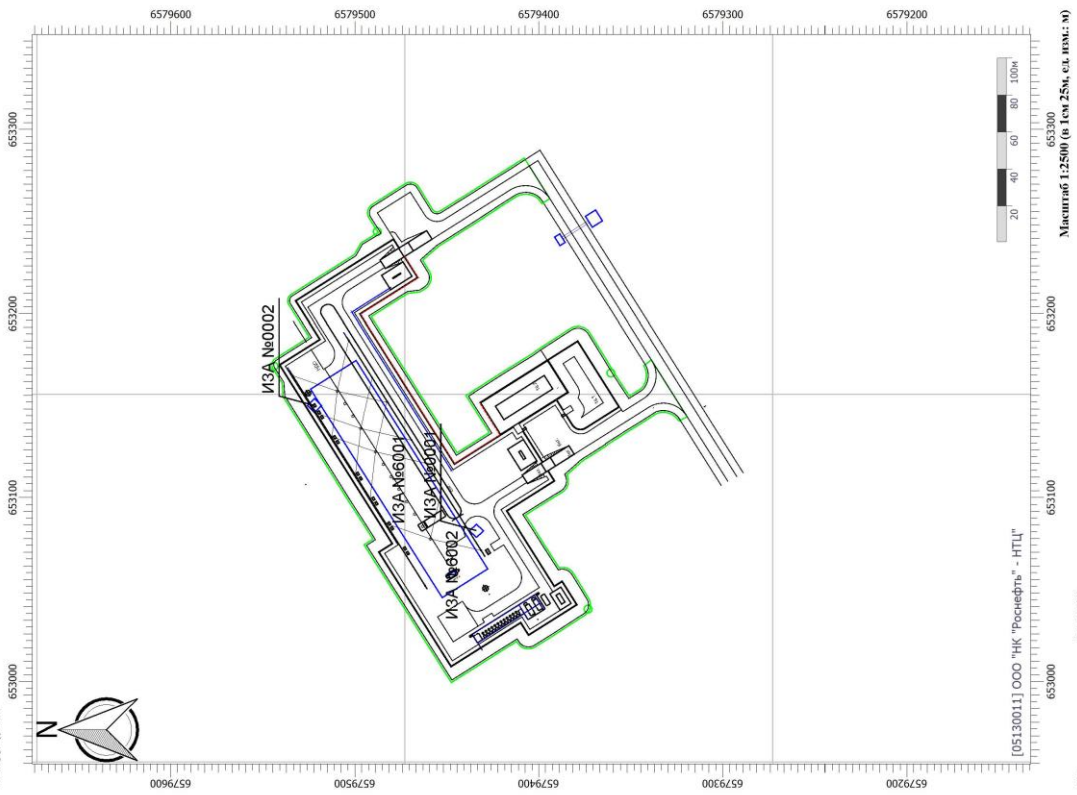 6579600 6579500 6579400 6579300 6579200
653300
653200
653100
653000
N
ИЗА №0002
ИЗА №6001
ИЗА №0001
ИЗА №6002
20 40 60 80 100м
[05130011] ООО "НК "Роснефть" - НТЦ"
653300
653200
653100
653000
Масштаб 1:2500 (в 1см 25м, ед. изм.: м)
6579600 6579500 6579400 6579300 6579200